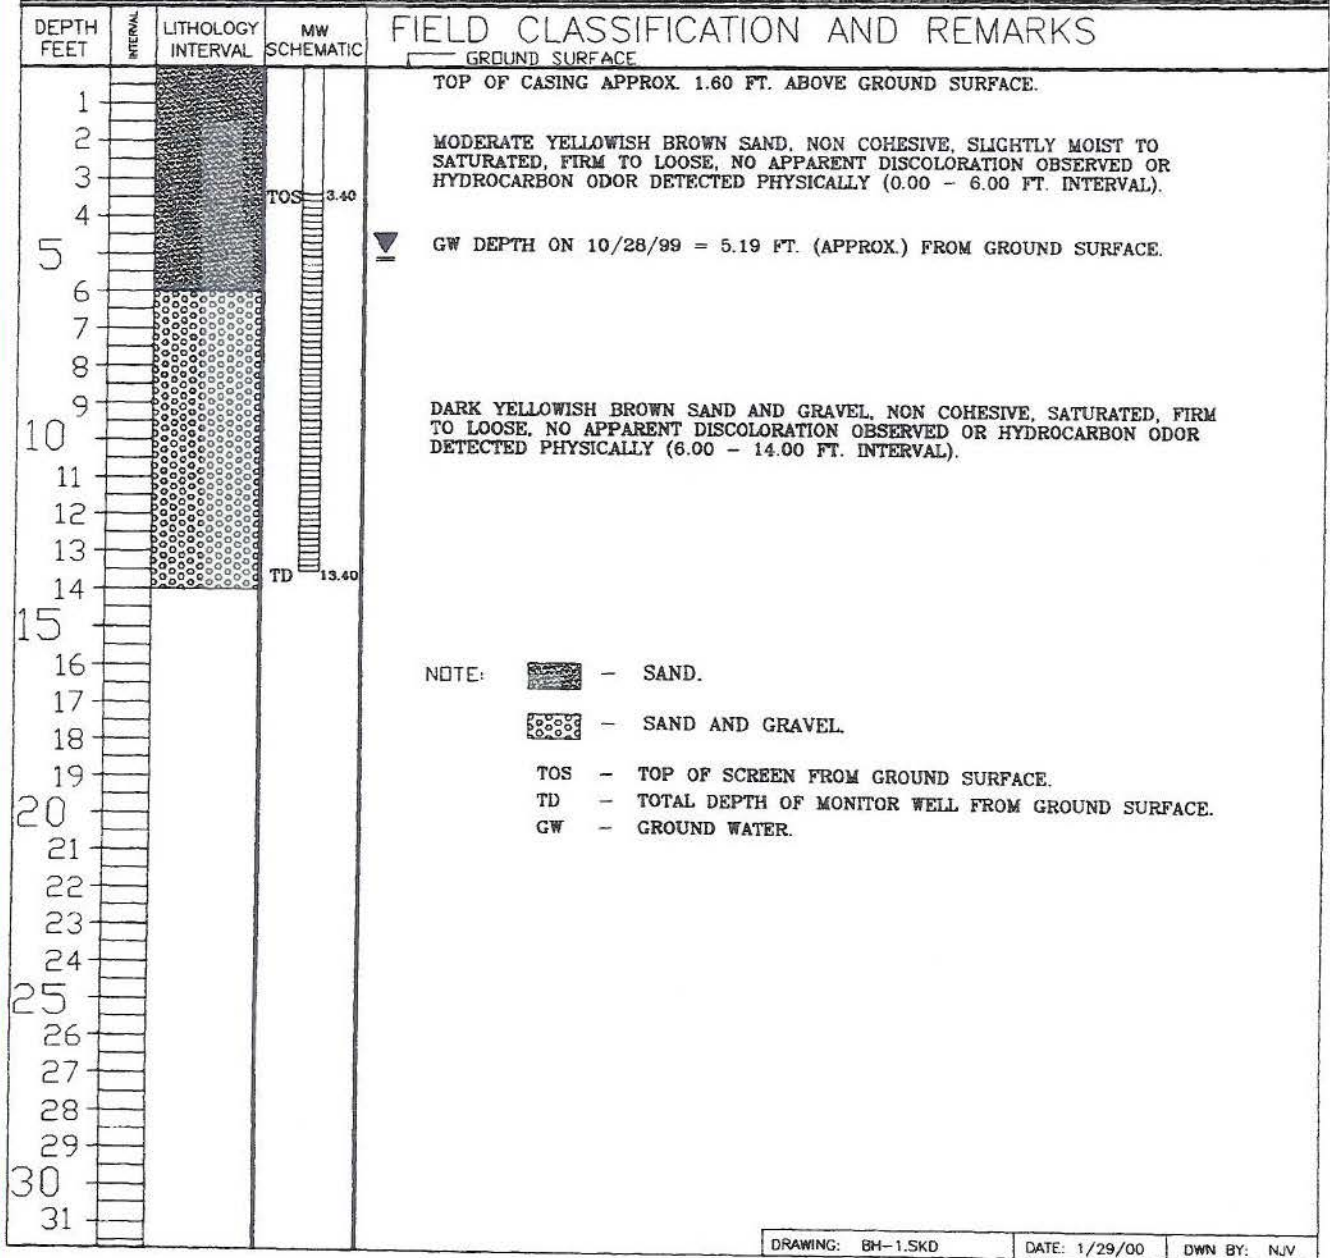 DEPTH FEET
INTERVAL
LITHOLOGY INTERVAL
MW SCHEMATIC
FIELD CLASSIFICATION AND REMARKS
GROUND SURFACE
TOP OF CASING APPROX. 1.60 FT. ABOVE GROUND SURFACE.
1
2
MODERATE YELLOWISH BROWN SAND, NON COHESIVE, SLIGHTLY MOIST TO
SATURATED, FIRM TO LOOSE, NO APPARENT DISCOLORATION OBSERVED OR
HYDROCARBON ODOR DETECTED PHYSICALLY (0.00 - 6.00 FT. INTERVAL).
3
TOS 3.40
4
5
GW DEPTH ON 10/28/99 = 5.19 FT. (APPROX.) FROM GROUND SURFACE.
6
7
8
9
DARK YELLOWISH BROWN SAND AND GRAVEL, NON COHESIVE, SATURATED, FIRM
TO LOOSE, NO APPARENT DISCOLORATION OBSERVED OR HYDROCARBON ODOR
DETECTED PHYSICALLY (6.00 - 14.00 FT. INTERVAL).
10
11
12
13
TD 13.40
14
15
16
NOTE: - SAND.
17
- SAND AND GRAVEL.
18
19
TOS - TOP OF SCREEN FROM GROUND SURFACE.
20
TD - TOTAL DEPTH OF MONITOR WELL FROM GROUND SURFACE.
GW - GROUND WATER.
21
22
23
24
25
26
27
28
29
30
31
DRAWING: BH-1.SKD DATE: 1/29/00 DWN BY: NJV